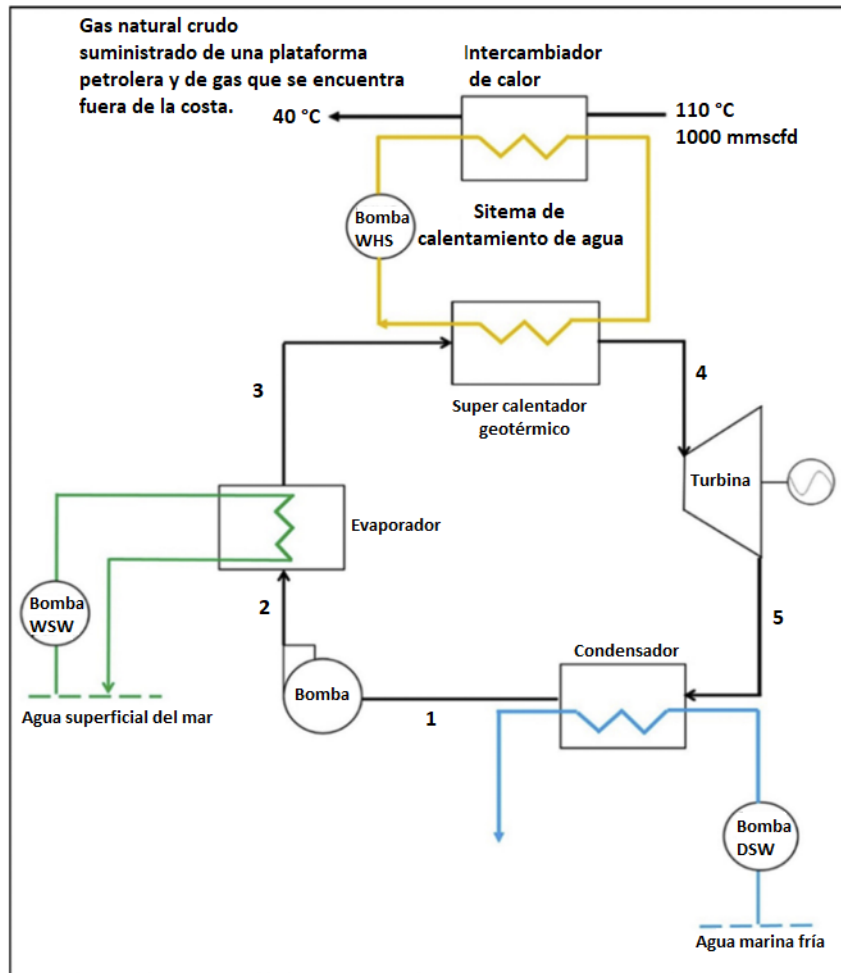 Gas natural crudo
suministrado de una plataforma
petrolera y de gas que se encuentra
fuera de la costa.
Intercambiador
de calor
40 °C
110 °C
1000 mmscfd
Bomba
WHS
Sitema de
calentamiento de agua
3
4
Super calentador
geotérmico
Turbina
Evaporador
Bomba
WSW
2
5
Condensador
Bomba
1
Agua superficial del mar
Bomba
DSW
Agua marina fría